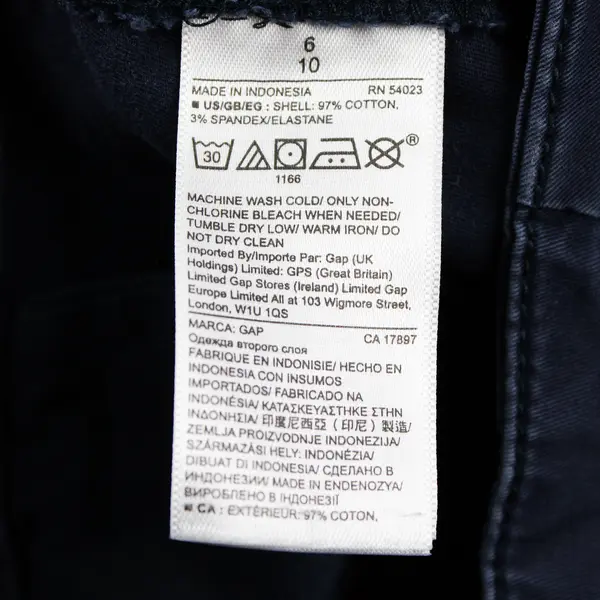 6
10
MADE IN INDONESIA RN 54023
■ US/GB/EG : SHELL: 97% COTTON,
3% SPANDEX/ELASTANE
30 ®
1166
MACHINE WASH COLD/ ONLY NON-
CHLORINE BLEACH WHEN NEEDED/
TUMBLE DRY LOW/ WARM IRON/ DO
NOT DRY CLEAN
Imported By/Importe Par: Gap (UK
Holdings) Limited: GPS (Great Britain)
Limited Gap Stores (Ireland) Limited Gap
Europe Limited All at 103 Wigmore Street,
London, W1U 1QS
MARCA: GAP CA 17897
Одежда второго слоя
FABRIQUE EN INDONISIE/ HECHO EN
INDONESIA CON INSUMOS
IMPORTADOS/ FABRICADO NA
INDONÉSIA/ ΚΑΤΑΣΚΕΥΑΣΤΗΚΕ ΣΤΗΝ
ΙΝΔΟΝΗΣΙΑ/ 印度尼西亞（印尼）製造/
ZEMLJA PROIZVODNJE INDONEZIJA/
SZÁRMAZÁSI HELY: INDONÉZIA/
DIBUAT DI INDONESIA/ СДЕЛАНО В
ИНДОНЕЗИИ/ MADE IN ENDENOZYA/
ВИРОБЛЕНО В ІНДОНЕЗІЇ
■ CA : EXTÉRIEUR: 97% COTON,